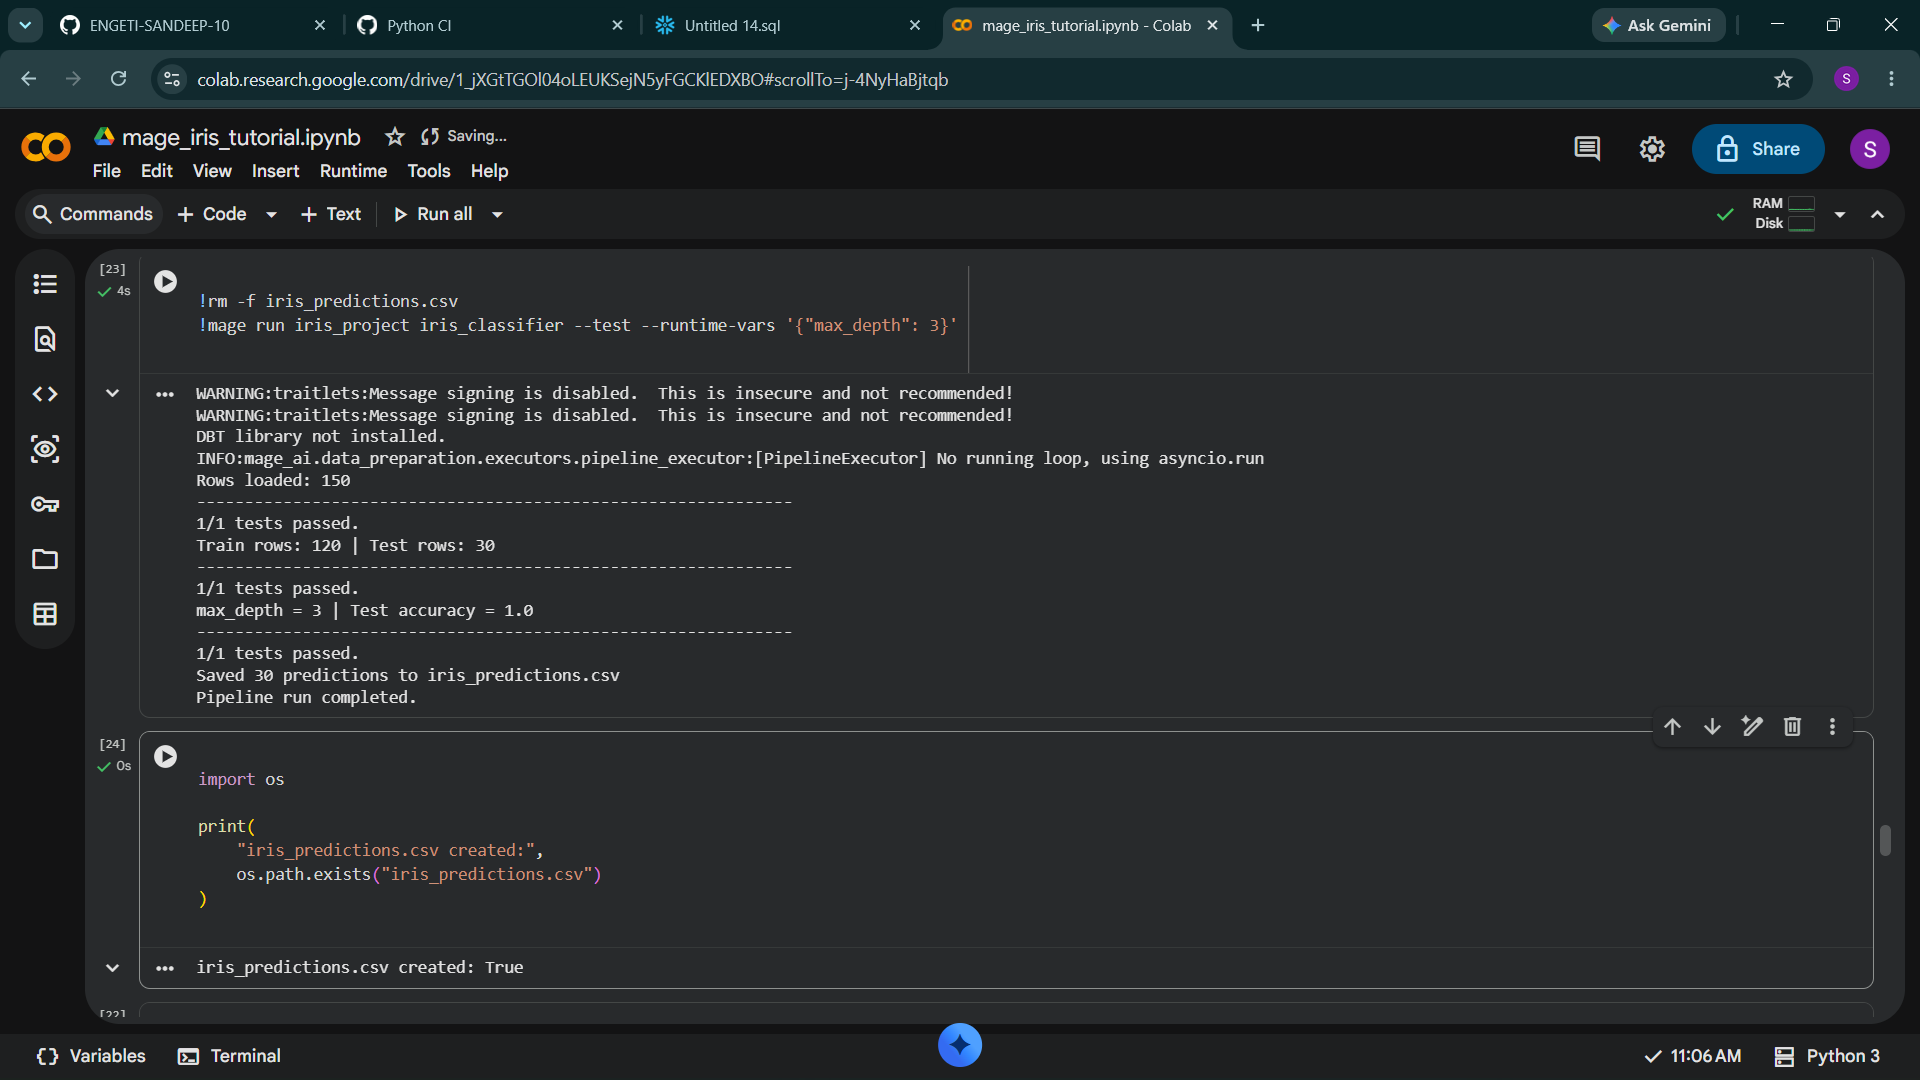 ENGETI-SANDEEP-10
Python CI
Untitled 14.sql
mage_iris_tutorial.ipynb - Colab
Ask Gemini
colab.research.google.com/drive/1_jXGtTGOl04oLEUKSejN5yFGCKlEDXBO#scrollTo=j-4NyHaBjtqb
S
mage_iris_tutorial.ipynb
Saving...
File Edit View Insert Runtime Tools Help
Share
S
Commands + Code + Text Run all
RAM
Disk
[23]
4s
!rm -f iris_predictions.csv
!mage run iris_project iris_classifier --test --runtime-vars '{"max_depth": 3}'
WARNING:traitlets:Message signing is disabled.  This is insecure and not recommended!
WARNING:traitlets:Message signing is disabled.  This is insecure and not recommended!
DBT library not installed.
INFO:mage_ai.data_preparation.executors.pipeline_executor:[PipelineExecutor] No running loop, using asyncio.run
Rows loaded: 150
--------------------------------------------------------------
1/1 tests passed.
Train rows: 120 | Test rows: 30
--------------------------------------------------------------
1/1 tests passed.
max_depth = 3 | Test accuracy = 1.0
--------------------------------------------------------------
1/1 tests passed.
Saved 30 predictions to iris_predictions.csv
Pipeline run completed.
[24]
0s
import os
print(
"iris_predictions.csv created:",
os.path.exists("iris_predictions.csv")
)
iris_predictions.csv created: True
[22]
Variables
Terminal
11:06 AM
Python 3